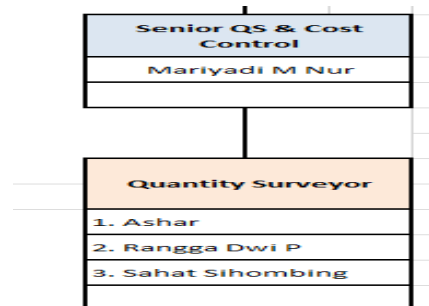 Senior QS & Cost
Control
Mariyadi M Nur
Quantity Surveyor
1. Ashar
2. Rangga Dwi P
3. Sahat Sihombing